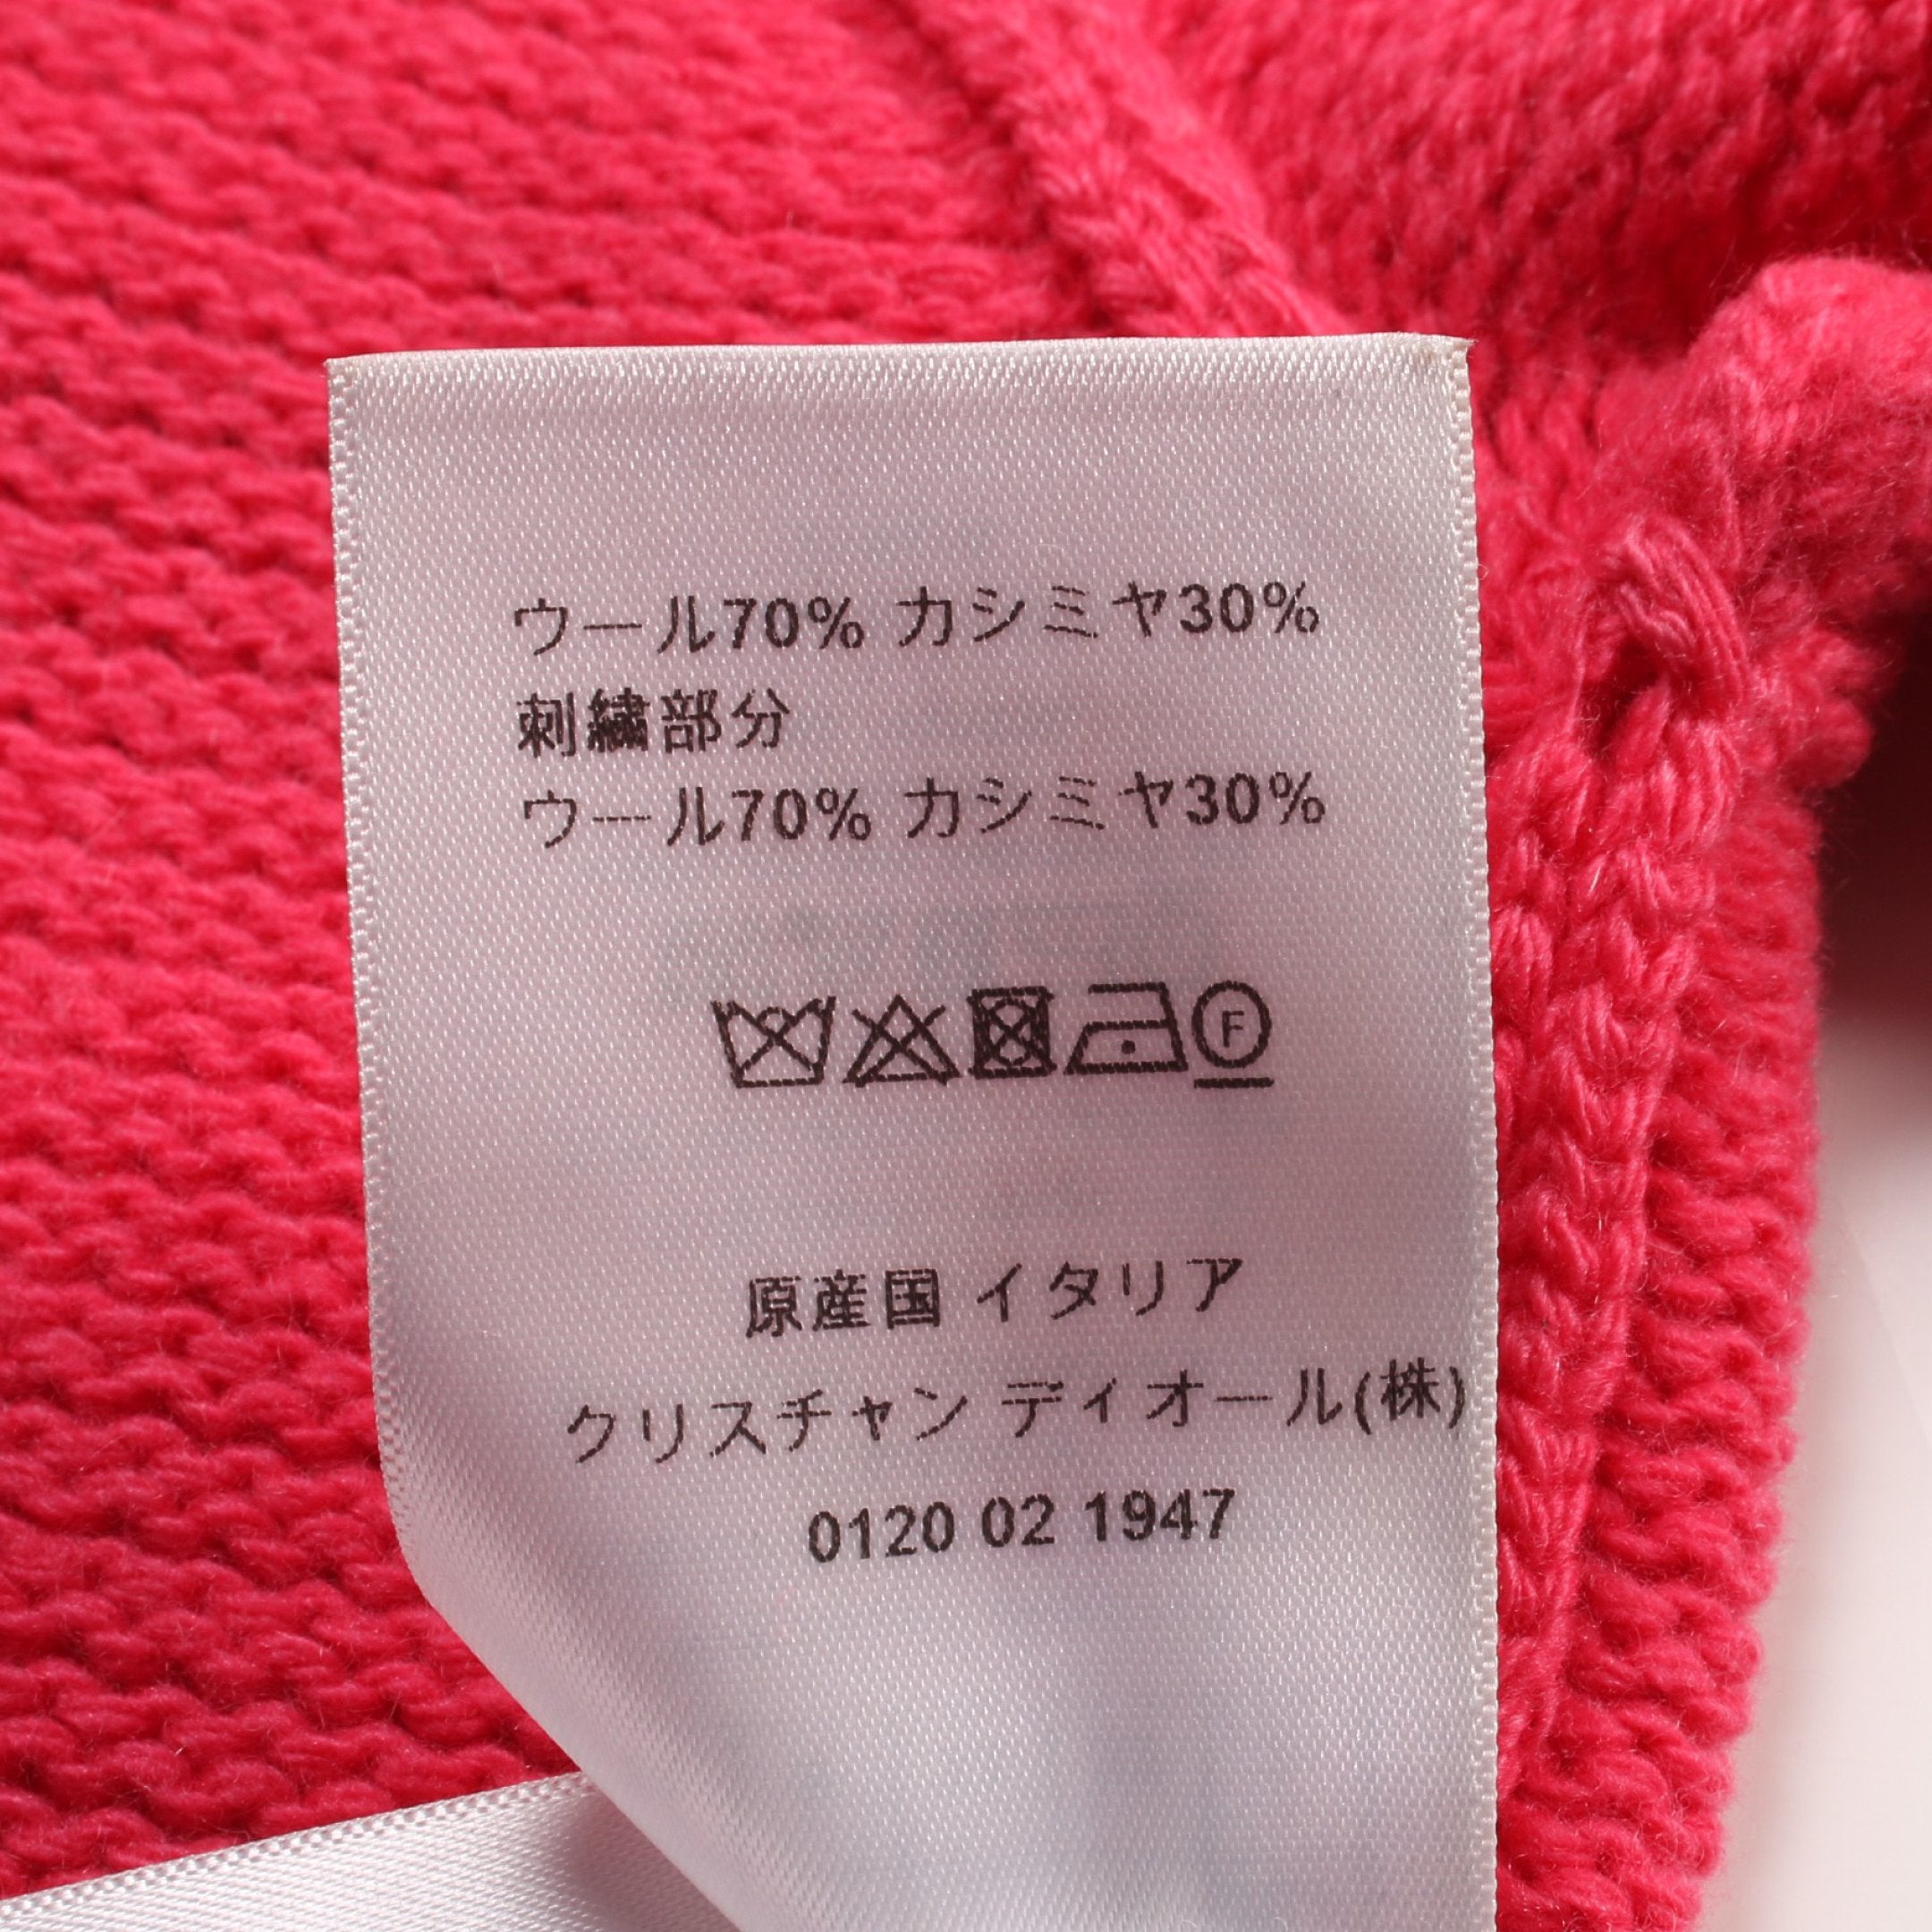 ウール70% カシミヤ30%
刺繍部分
ウール70% カシミヤ30%
F
原産国 イタリア
クリスチャン ディオール(株)
0120 02 1947